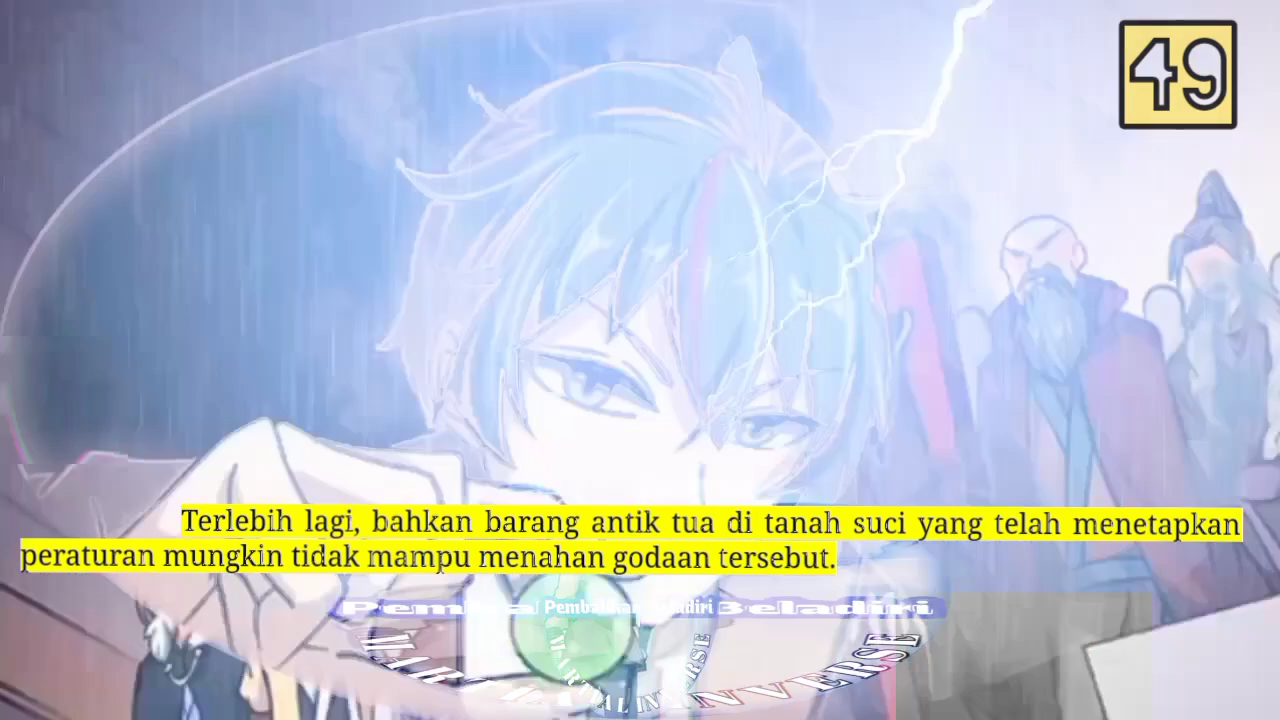 49
Terlebih lagi, bahkan barang antik tua di tanah suci yang telah menetapkan
peraturan mungkin tidak mampu menahan godaan tersebut.
Beladiri